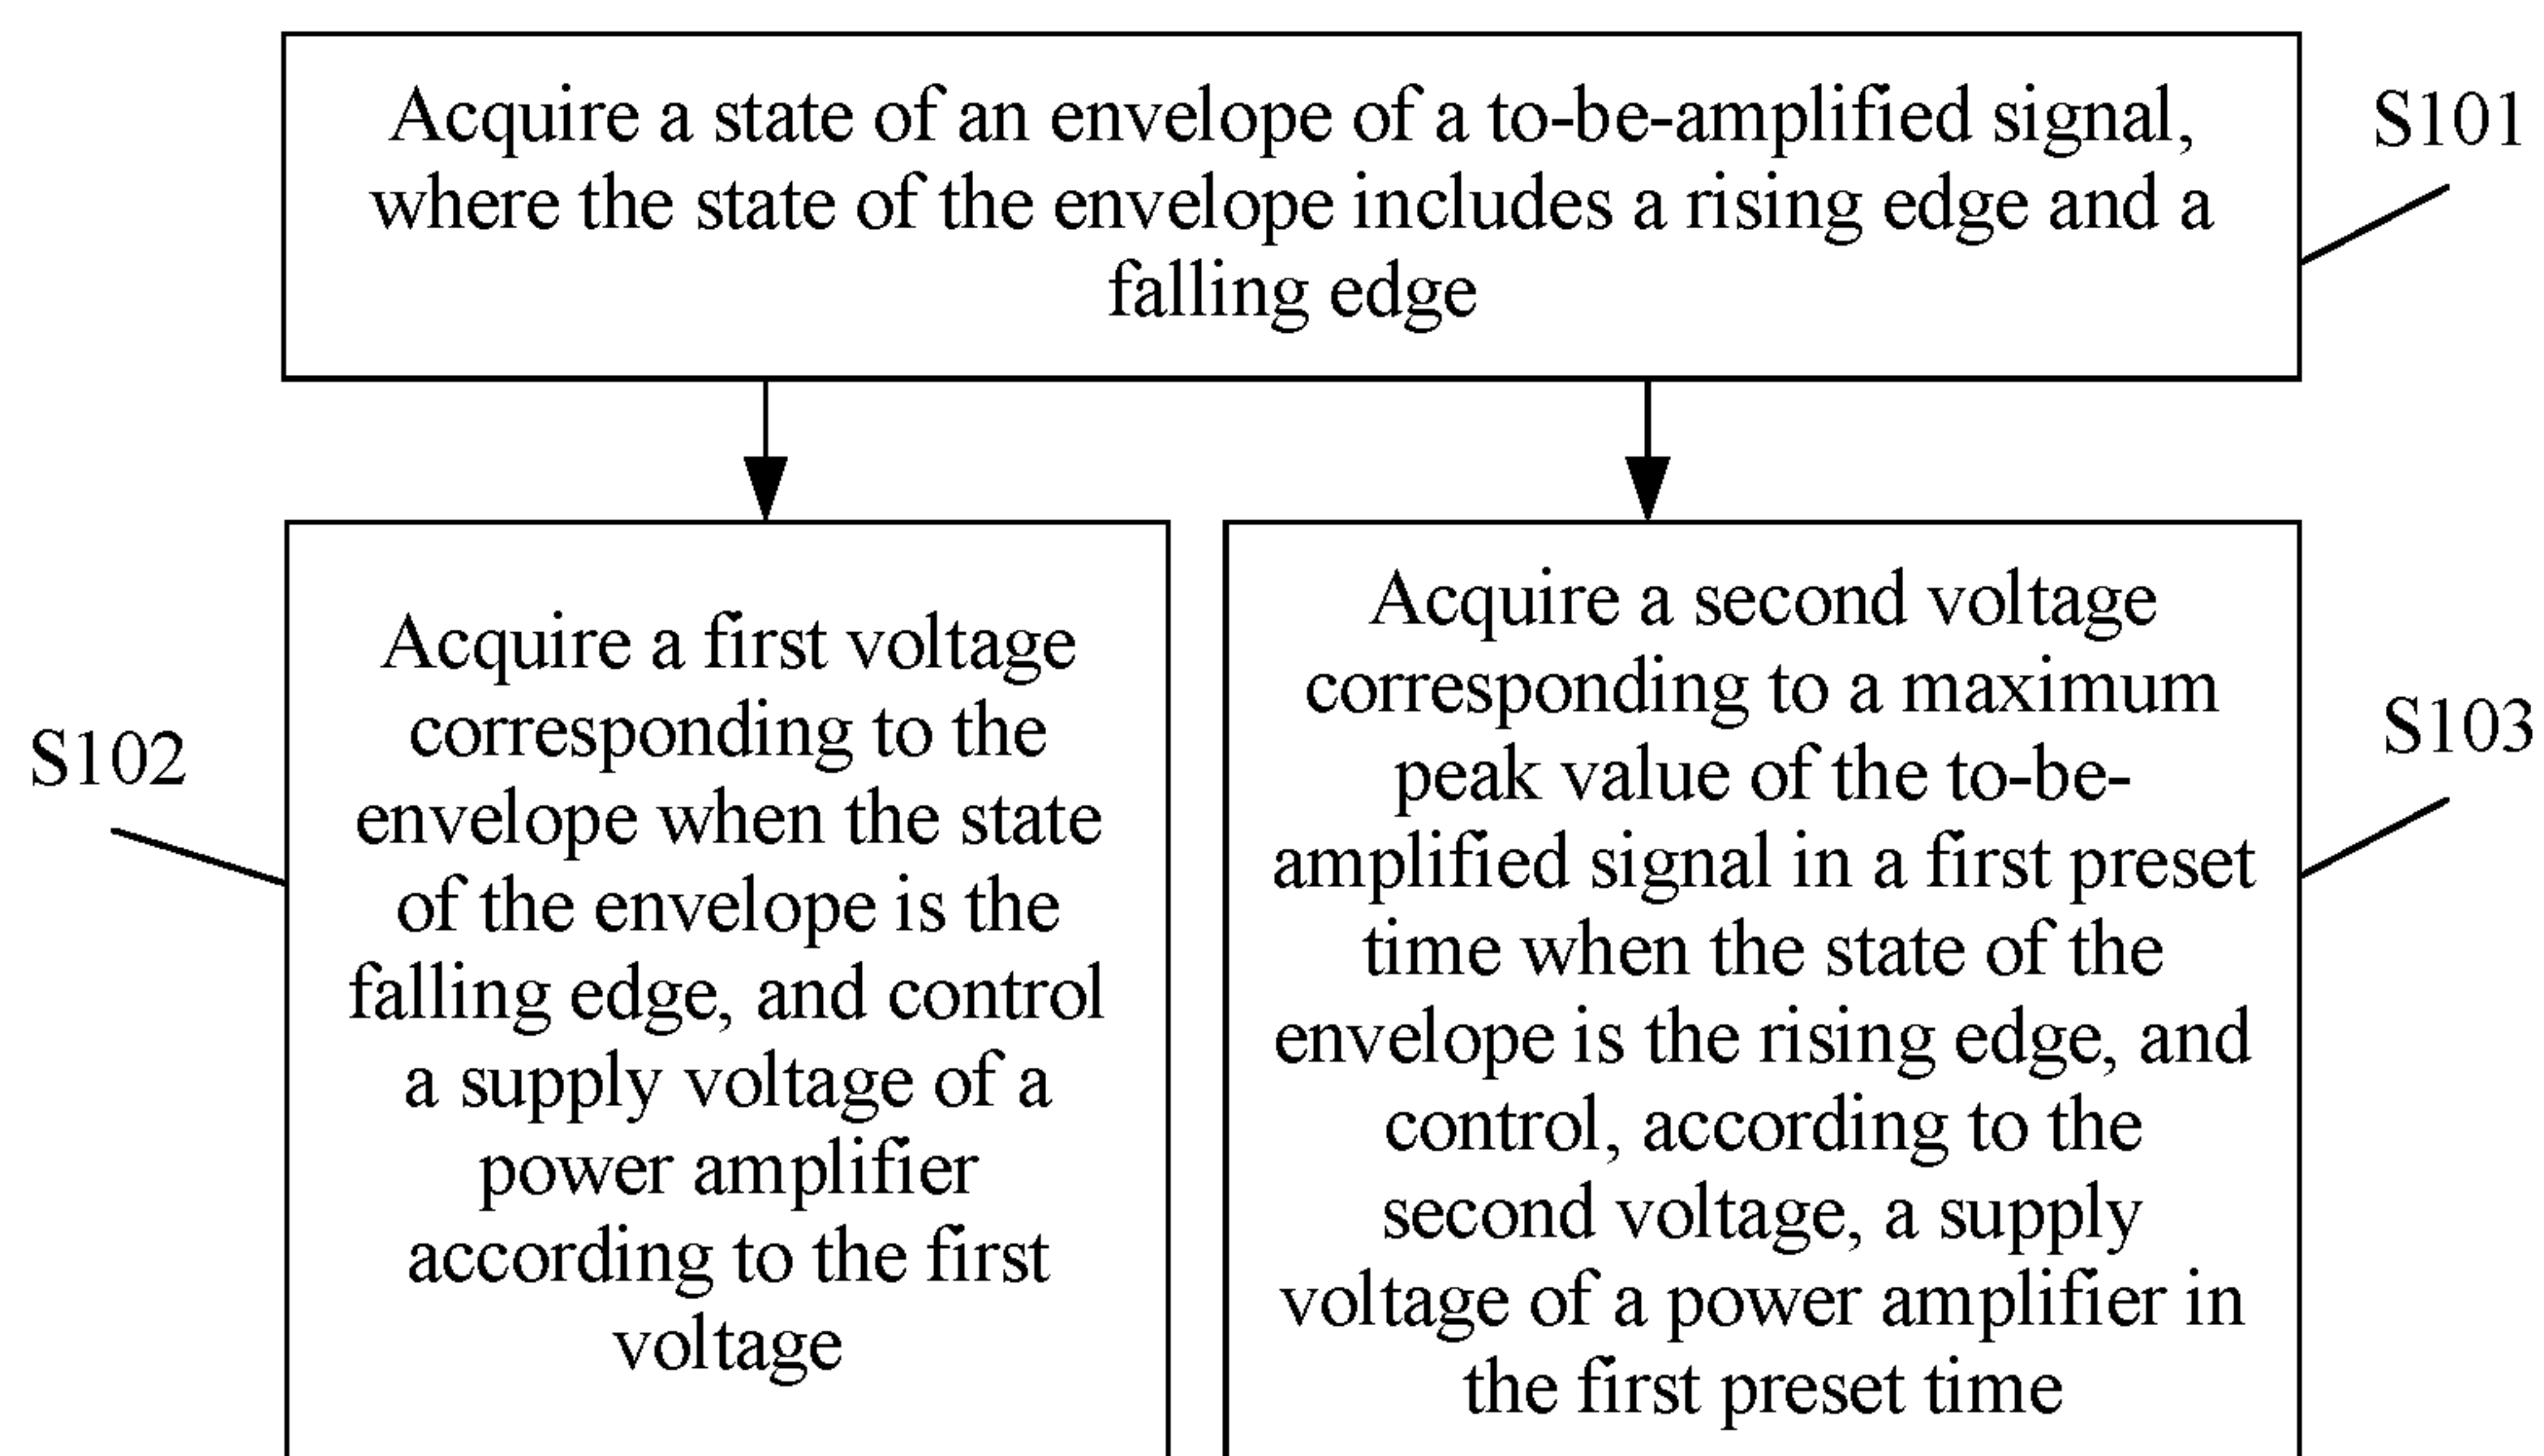 Acquire a state of an envelope of a to-be-amplified signal,
where the state of the envelope includes a rising edge and a
falling edge
S101
S102
Acquire a first voltage
corresponding to the
envelope when the state
of the envelope is the
falling edge, and control
a supply voltage of a
power amplifier
according to the first
voltage
Acquire a second voltage
corresponding to a maximum
peak value of the to-be-
amplified signal in a first preset
time when the state of the
envelope is the rising edge, and
control, according to the
second voltage, a supply
voltage of a power amplifier in
the first preset time
S103